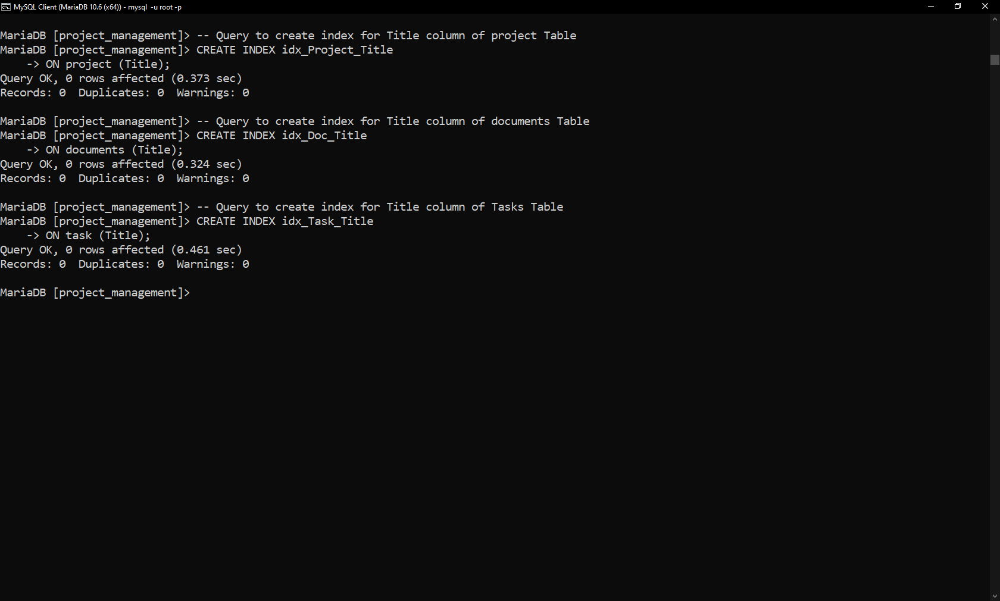 MySQL Client (MariaDB 10.6 (x64)) - mysql  -u root -p
MariaDB [project_management]> -- Query to create index for Title column of project Table
MariaDB [project_management]> CREATE INDEX idx_Project_Title
    -> ON project (Title);
Query OK, 0 rows affected (0.373 sec)
Records: 0  Duplicates: 0  Warnings: 0
MariaDB [project_management]> -- Query to create index for Title column of documents Table
MariaDB [project_management]> CREATE INDEX idx_Doc_Title
    -> ON documents (Title);
Query OK, 0 rows affected (0.324 sec)
Records: 0  Duplicates: 0  Warnings: 0
MariaDB [project_management]> -- Query to create index for Title column of Tasks Table
MariaDB [project_management]> CREATE INDEX idx_Task_Title
    -> ON task (Title);
Query OK, 0 rows affected (0.461 sec)
Records: 0  Duplicates: 0  Warnings: 0
MariaDB [project_management]>